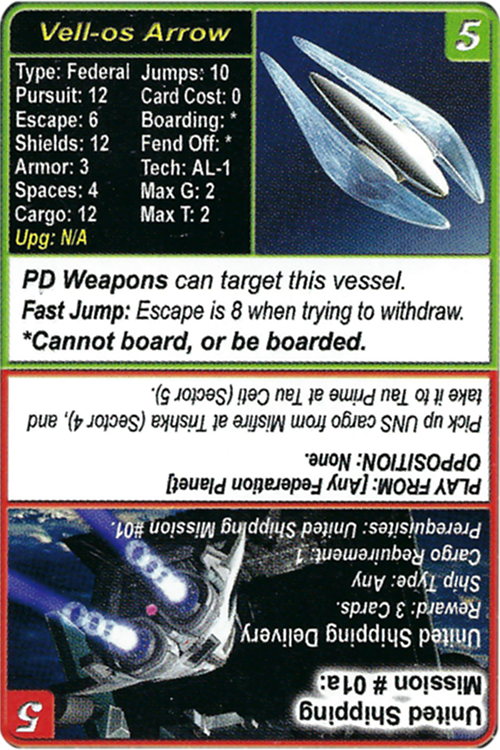 Vell-os Arrow
5
Type: Federal Jumps: 10
Pursuit: 12 Card Cost: 0
Escape: 6 Boarding: *
Shields: 12 Fend Off: *
Armor: 3 Tech: AL-1
Spaces: 4 Max G: 2
Cargo: 12 Max T: 2
Upg: N/A
PD Weapons can target this vessel.
Fast Jump: Escape is 8 when trying to withdraw.
*Cannot board, or be boarded.
United Shipping
Mission # 01a:
5
United Shipping Delivery
Reward: 3 Cards.
Ship Type: Any
Cargo Requirement: 1
Prerequisites: United Shipping Mission #01.
PLAY FROM: [Any Federation Planet]
OPPOSITION: None.
Pick up UNS cargo from Misfire at Trishka (Sector 4), and
take it to Tau Prime at Tau Ceti (Sector 5).